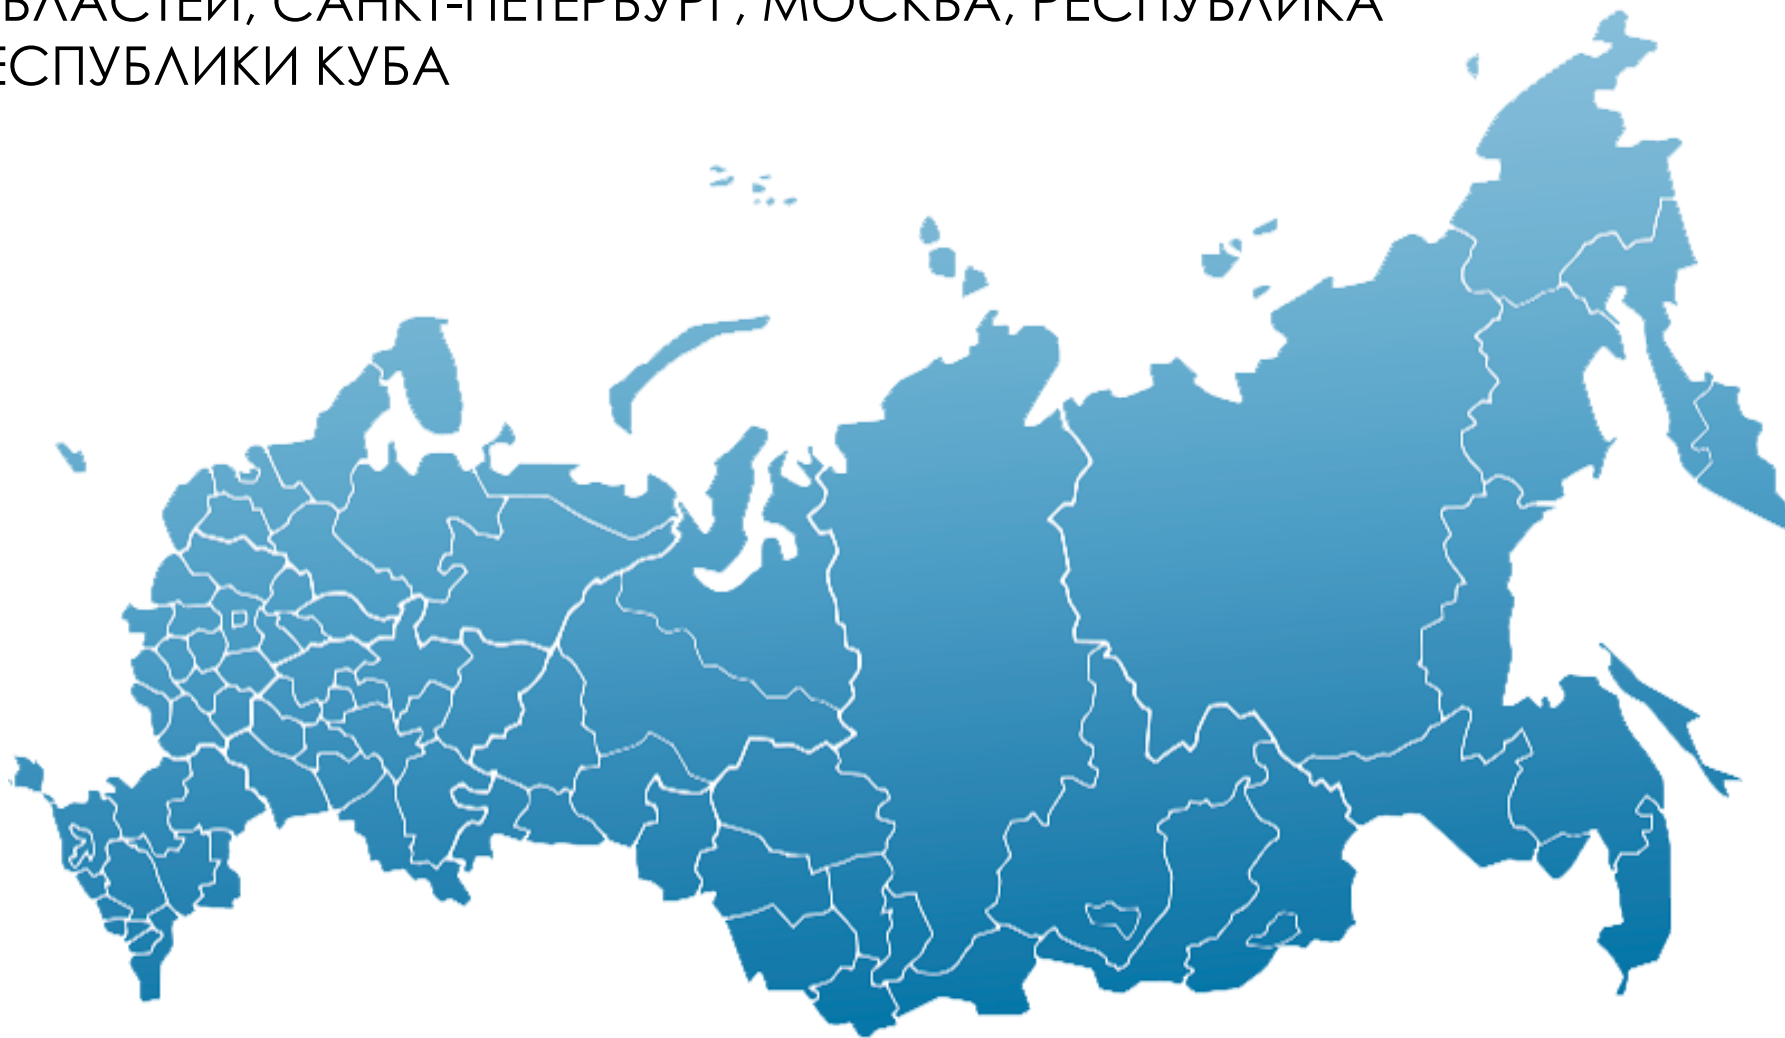 БЛАСТЕЙ, САНКТ-ПЕТЕРБУРГ, МОСКВА, РЕСПУБЛИКА
ЕСПУБЛИКИ КУБА